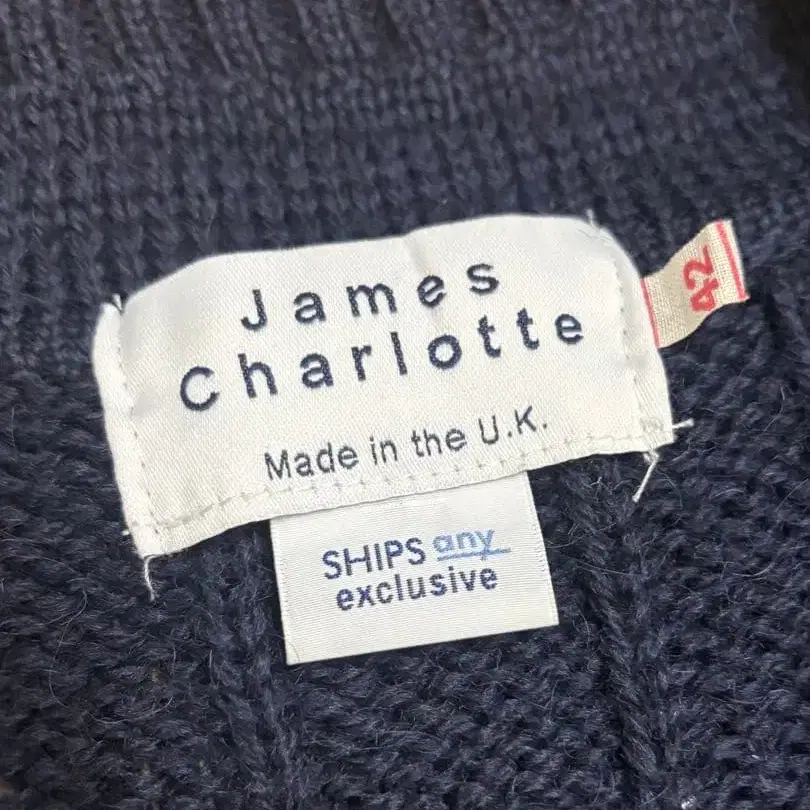 James
Charlotte
Made in the U.K.
42
SHIPS any
exclusive